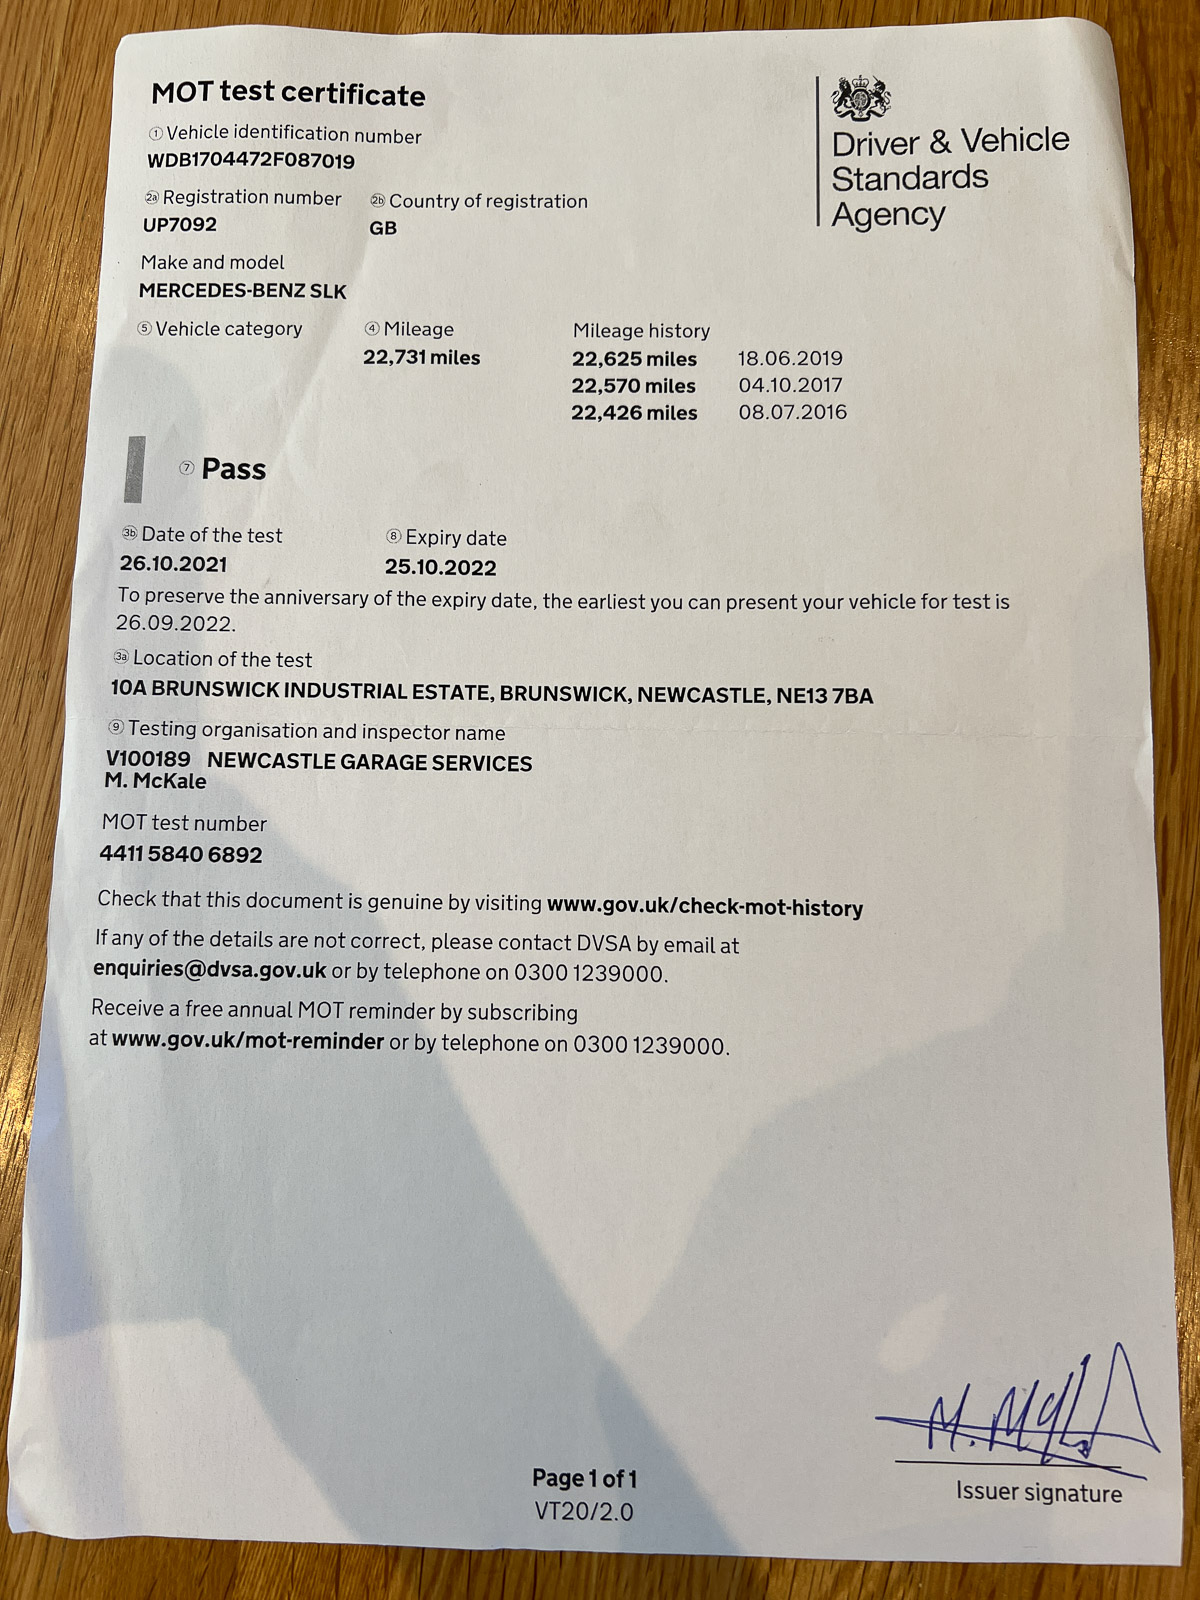 MOT test certificate
Driver & Vehicle
Standards
Agency
1 Vehicle identification number
WDB1704472F087019
2a Registration number 2b Country of registration
UP7092 GB
Make and model
MERCEDES-BENZ SLK
5 Vehicle category 4 Mileage Mileage history
22,731 miles 22,625 miles 18.06.2019
22,570 miles 04.10.2017
22,426 miles 08.07.2016
7 Pass
3b Date of the test 8 Expiry date
26.10.2021 25.10.2022
To preserve the anniversary of the expiry date, the earliest you can present your vehicle for test is
26.09.2022.
3a Location of the test
10A BRUNSWICK INDUSTRIAL ESTATE, BRUNSWICK, NEWCASTLE, NE13 7BA
9 Testing organisation and inspector name
V100189 NEWCASTLE GARAGE SERVICES
M. McKale
MOT test number
4411 5840 6892
Check that this document is genuine by visiting www.gov.uk/check-mot-history
If any of the details are not correct, please contact DVSA by email at
enquiries@dvsa.gov.uk or by telephone on 0300 1239000.
Receive a free annual MOT reminder by subscribing
at www.gov.uk/mot-reminder or by telephone on 0300 1239000.
Issuer signature
Page 1 of 1
VT20/2.0